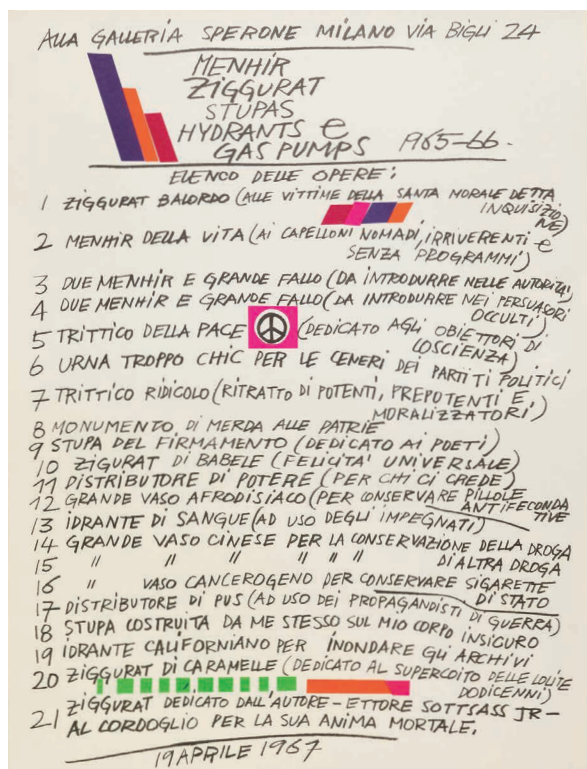 ALLA GALLERIA SPERONE MILANO VIA BIGLI 24
MENHIR
ZIGGURAT
STUPAS
HYDRANTS e
GAS PUMPS 1965-66-
ELENCO DELLE OPERE:
1 ZIGGURAT BALORDO (ALLE VITTIME DELLA SANTA MORALE DETTA
INQUISIZIO
NE)
2 MENHIR DELLA VITA (AI CAPELLONI NOMADI, IRRIVERENTI e
SENZA PROGRAMMI)
3 DUE MENHIR E GRANDE FALLO (DA INTRODURRE NELLE AUTORITA')
4 DUE MENHIR E GRANDE FALLO (DA INTRODURRE NEI PERSUASORI
OCCULTI)
5 TRITTICO DELLA PACE (DEDICATO AGLI OBIETTORI DI
COSCIENZA)
6 URNA TROPPO CHIC PER LE CENERI DEI PARTITI POLITICI
7 TRITTICO RIDICOLO (RITRATTO DI POTENTI, PREPOTENTI E
MORALIZZATORI)
8 MONUMENTO DI MERDA ALLE PATRIE
9 STUPA DEL FIRMAMENTO (DEDICATO AI POETI)
10 ZIGURAT DI BABELE (FELICITA' UNIVERSALE)
11 DISTRIBUTORE DI POTERE (PER CHI CI CREDE)
12 GRANDE VASO AFRODISIACO (PER CONSERVARE PILLOLE
ANTIFECONDA
TIVE)
13 IDRANTE DI SANGUE (AD USO DEGLI IMPEGNATI)
14 GRANDE VASO CINESE PER LA CONSERVAZIONE DELLA DROGA
15 " " " " " " DI ALTRA DROGA
16 " VASO CANCEROGENO PER CONSERVARE SIGARETTE
DI STATO
17 DISTRIBUTORE DI PUS (AD USO DEI PROPAGANDISTI DI GUERRA)
18 STUPA COSTRUITA DA ME STESSO SUL MIO CORPO INSICURO
19 IDRANTE CALIFORNIANO PER INONDARE GLI ARCHIVI
20 ZIGGURAT DI CARAMELLE (DEDICATO AL SUPERCOITO DELLE LOLITE
DODICENNI)
21 ZIGGURAT DEDICATO DALL'AUTORE - ETTORE SOTTSASS JR -
AL CORDOGLIO PER LA SUA ANIMA MORTALE.
19 APRILE 1967